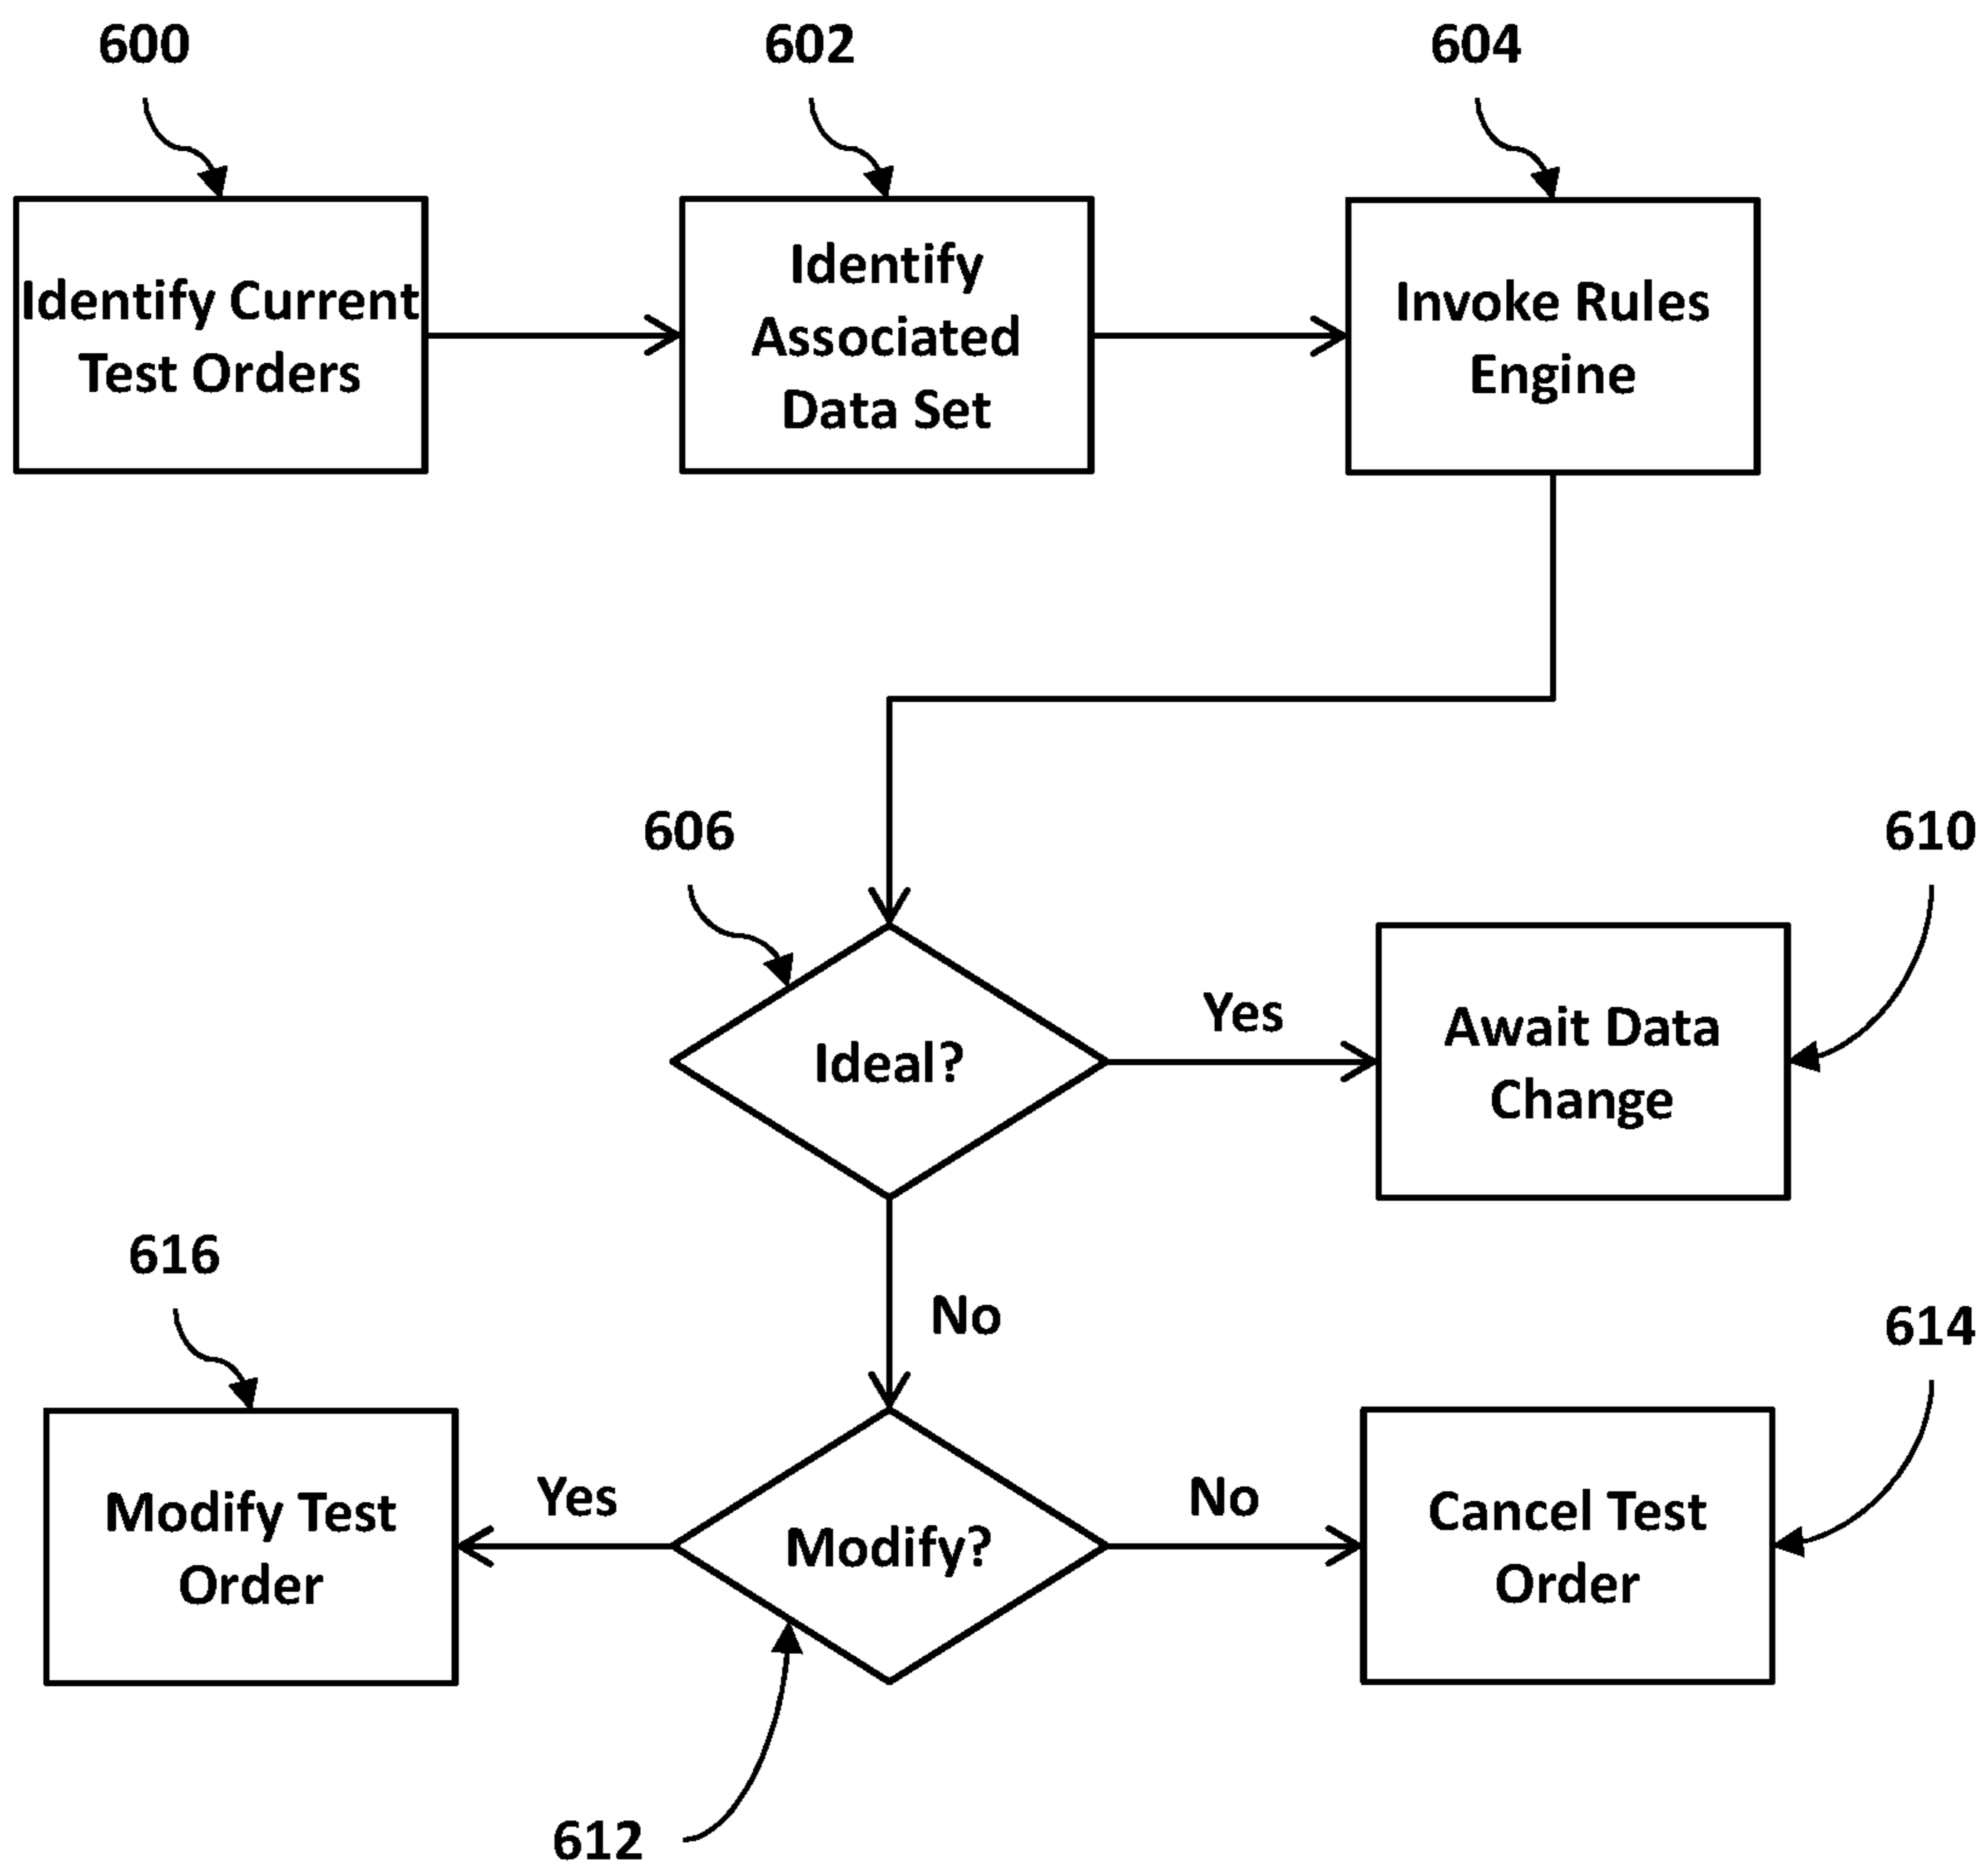 600
602
604
Identify Current
Test Orders
Identify
Associated
Data Set
Invoke Rules
Engine
606
610
Ideal?
Yes
Await Data
Change
No
616
614
Modify Test
Order
Yes
Modify?
No
Cancel Test
Order
612